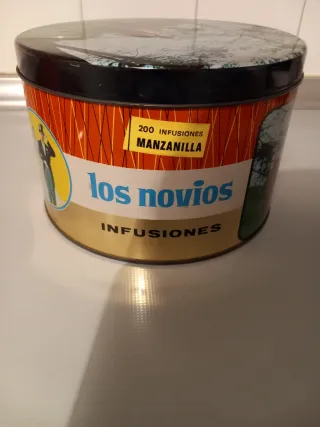 200 INFUSIONES
MANZANILLA
los novios
INFUSIONES